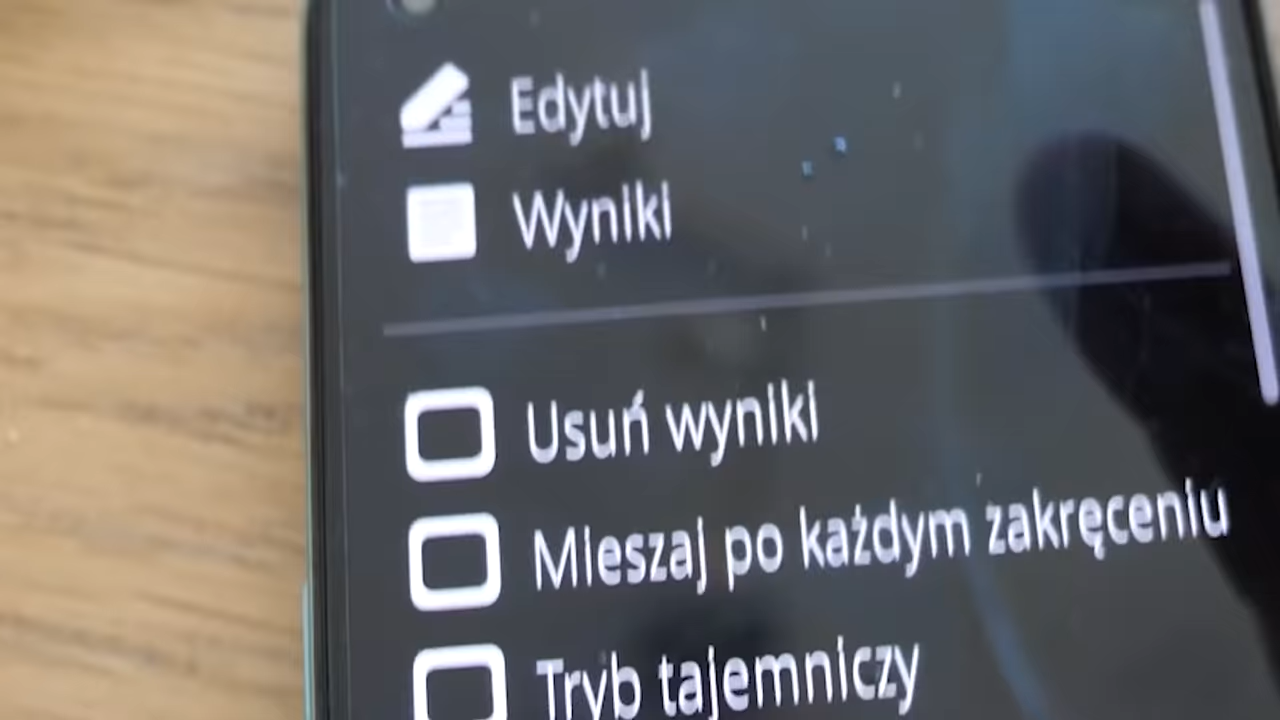 Edytuj
Wyniki
Usuń wyniki
Mieszaj po każdym zakręceniu
Tryb tajemniczy